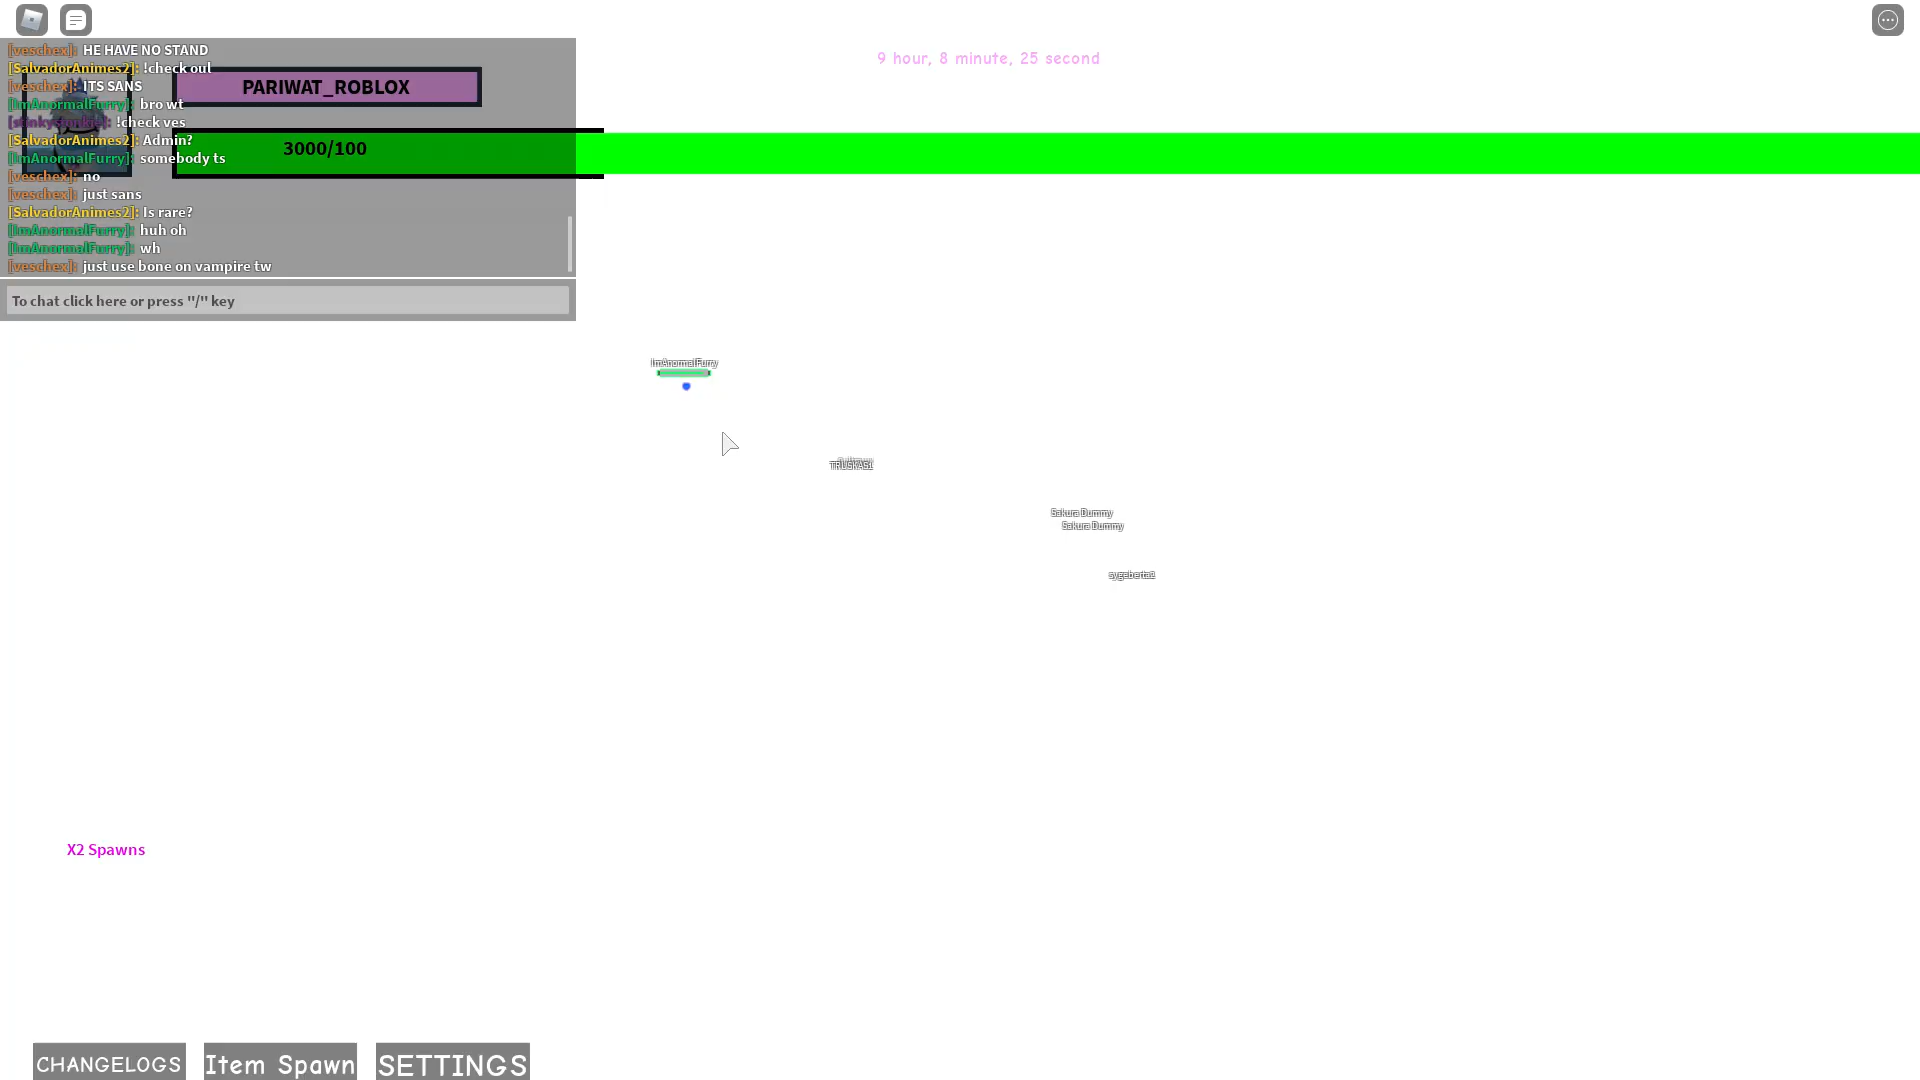 9 hour, 8 minute, 25 second
[veschex]: HE HAVE NO STAND
[SalvadorAnimes2]: !check oul
[veschex]: ITS SANS
[ImAnormalFurry]: bro wt
!check ves
[SalvadorAnimes2]: Admin?
[ImAnormalFurry]: somebody ts
[veschex]: no
[veschex]: just sans
[SalvadorAnimes2]: Is rare?
[ImAnormalFurry]: huh oh
[ImAnormalFurry]: wh
[veschex]: just use bone on vampire tw
PARIWAT_ROBLOX
3000/100
To chat click here or press "/" key
ImAnormalFurry
Sakura Dummy
Sakura Dummy
sygeberta2
X2 Spawns
CHANGELOGS
Item Spawn
SETTINGS